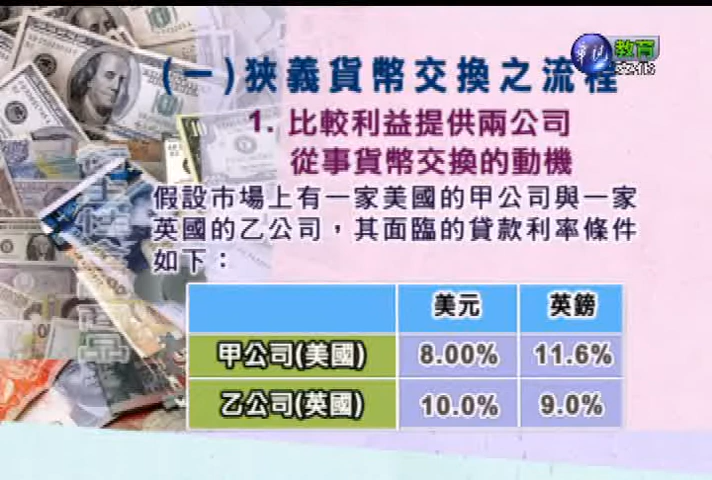 華視
教育
(一)狹義貨幣交換之流程
1. 比較利益提供兩公司
從事貨幣交換的動機
假設市場上有一家美國的甲公司與一家
英國的乙公司，其面臨的貸款利率條件
如下：
美元 英鎊
甲公司(美國) 8.00% 11.6%
乙公司(英國) 10.0% 9.0%